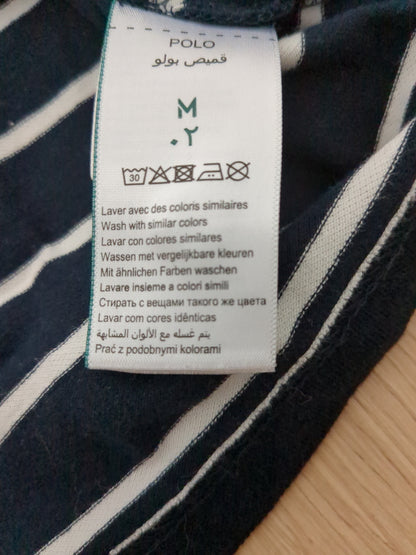 POLO
قميص بولو
M
٠٢
30
Laver avec des coloris similaires
Wash with similar colors
Lavar con colores similares
Wassen met vergelijkbare kleuren
Mit ähnlichen Farben waschen
Lavare insieme a colori simili
Стирать с вещами такого же цвета
Lavar com cores idênticas
يتم غسله مع الألوان المشابهة
Prać z podobnymi kolorami